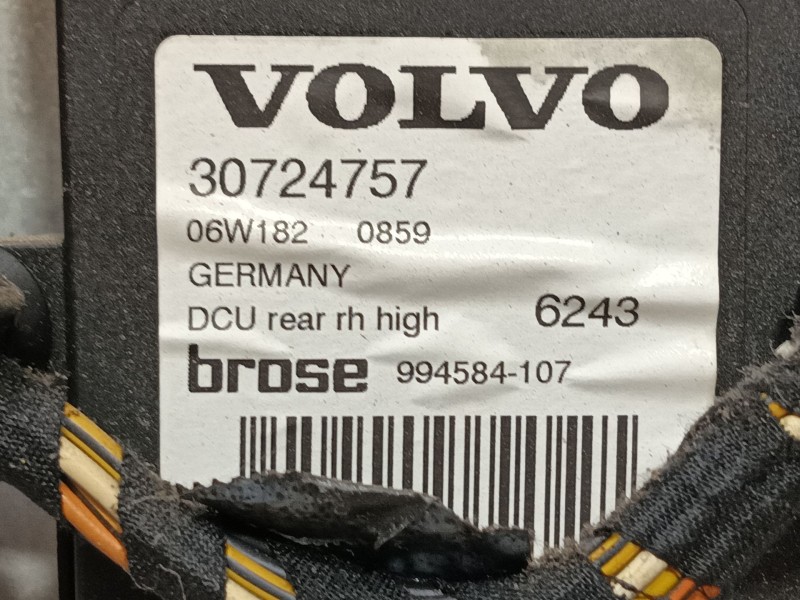 VOLVO
30724757
06W182 0859
GERMANY
DCU rear rh high 6243
brose 994584-107